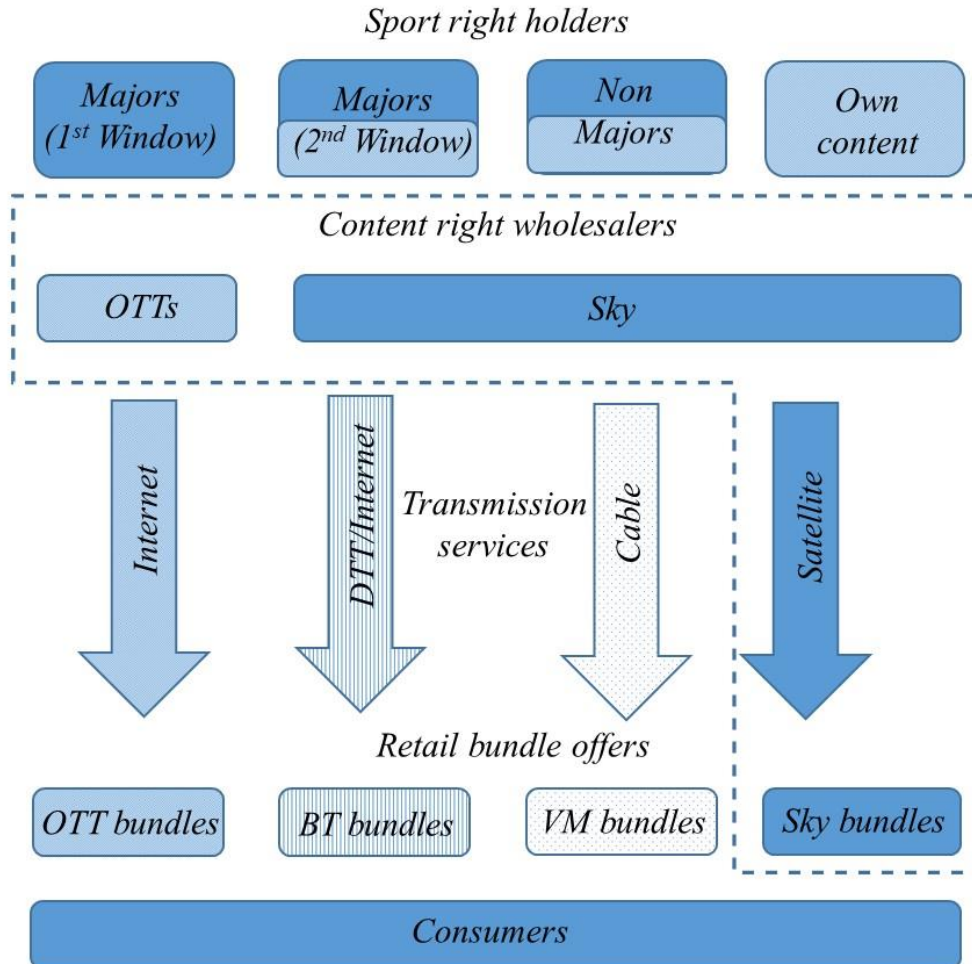 Sport right holders
Majors
(1st Window)
Majors
(2nd Window)
Non
Majors
Own
content
Content right wholesalers
OTTs
Sky
Internet
DTT/Internet
Transmission
services
Cable
Satellite
Retail bundle offers
OTT bundles
BT bundles
VM bundles
Sky bundles
Consumers